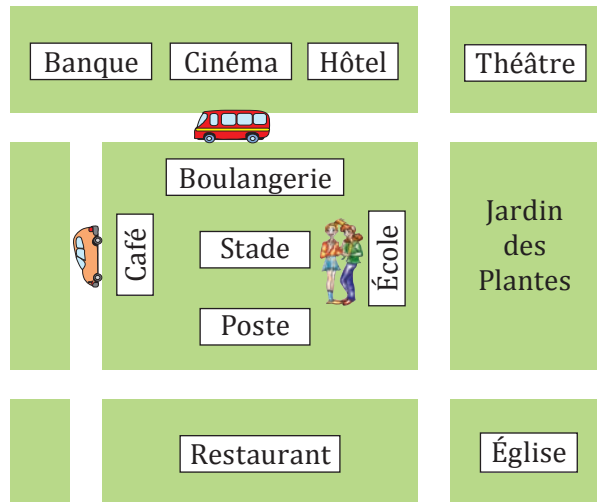 Banque
Cinéma
Hôtel
Théâtre
Boulangerie
Café
Stade
École
Jardin
des
Plantes
Poste
Restaurant
Église